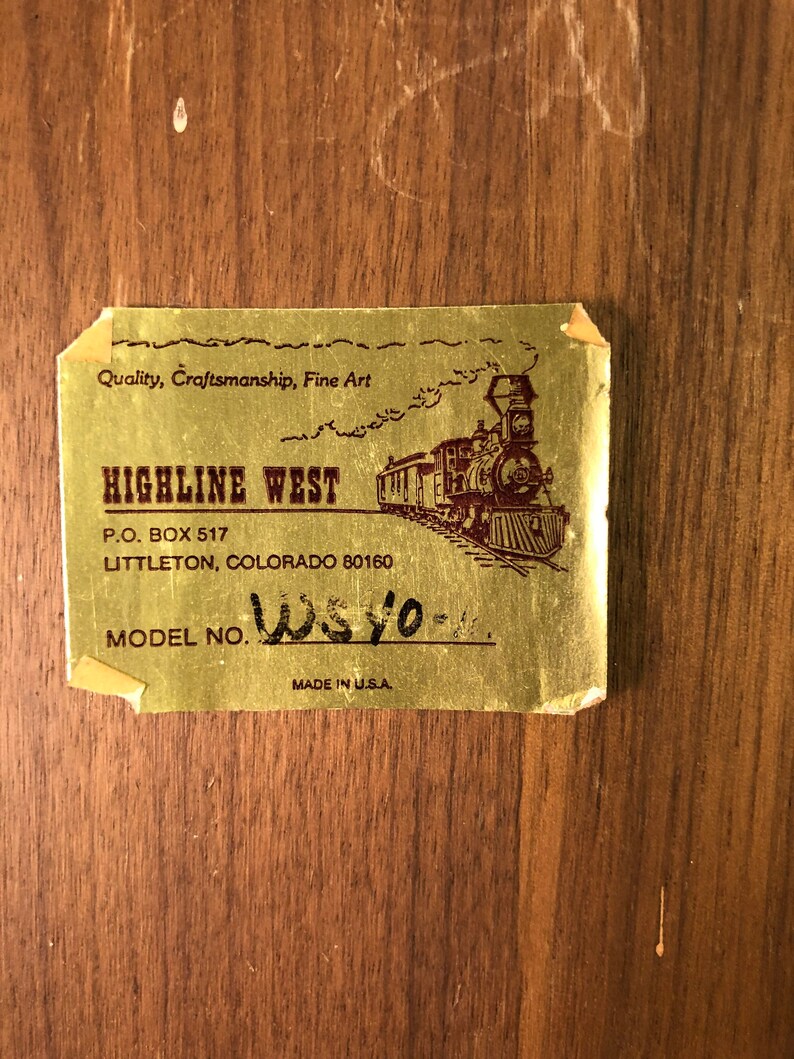 Quality, Craftsmanship, Fine Art
HIGHLINE WEST
P.O. BOX 517
LITTLETON, COLORADO 80160
MODEL NO. WS40-
MADE IN U.S.A.